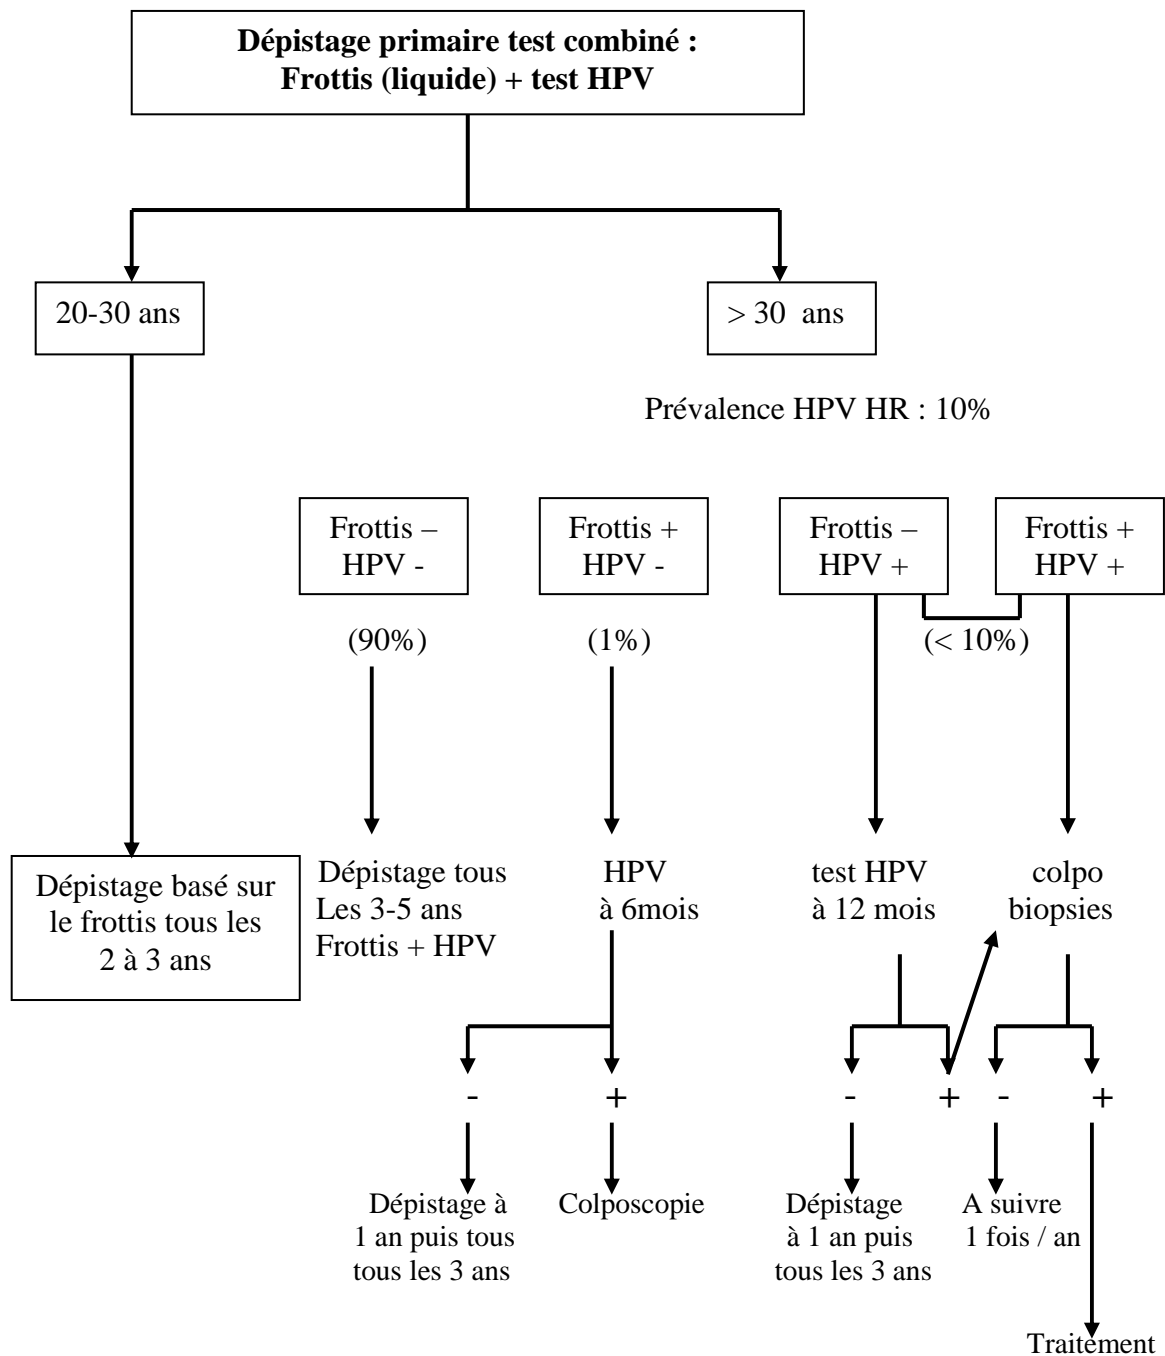 Dépistage primaire test combiné :
Frottis (liquide) + test HPV
20-30 ans
> 30 ans
Prévalence HPV HR : 10%
Frottis –
HPV -
Frottis +
HPV -
Frottis –
HPV +
Frottis +
HPV +
(90%)
(1%)
(< 10%)
Dépistage basé sur
le frottis tous les
2 à 3 ans
Dépistage tous
Les 3-5 ans
Frottis + HPV
HPV
à 6mois
test HPV
à 12 mois
colpo
biopsies
-
+
-
+
-
+
Dépistage à
1 an puis tous
tous les 3 ans
Colposcopie
Dépistage
à 1 an puis
tous les 3 ans
A suivre
1 fois / an
Traitement